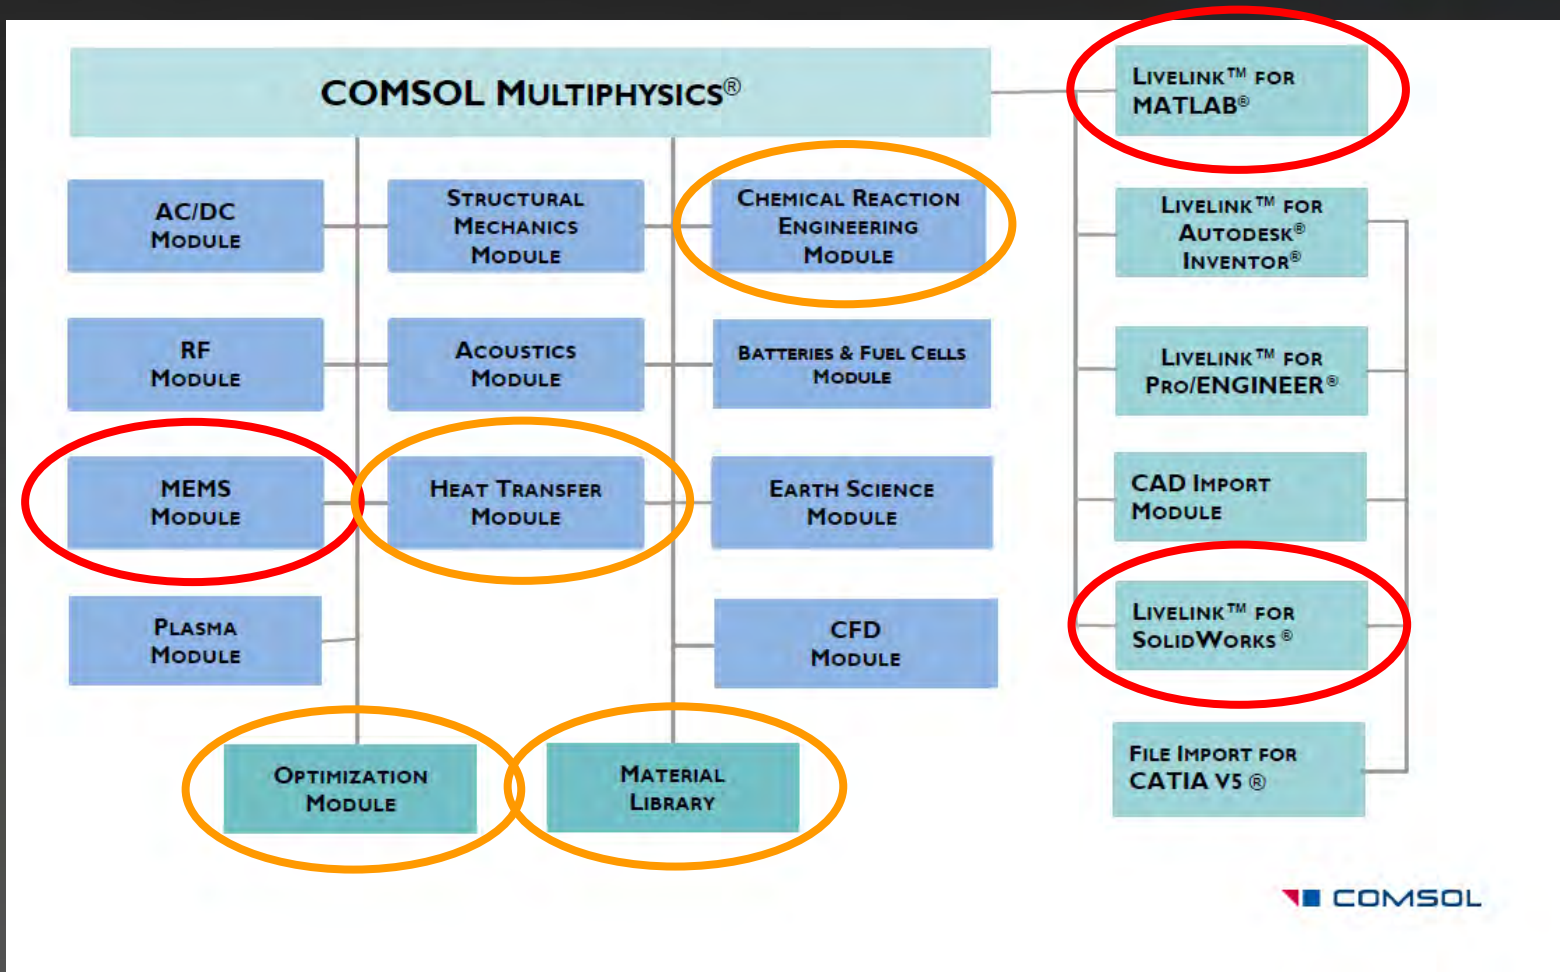 COMSOL MULTIPHYSICS®
LIVELINK™ FOR
MATLAB®
AC/DC
MODULE
STRUCTURAL
MECHANICS
MODULE
CHEMICAL REACTION
ENGINEERING
MODULE
LIVELINK™ FOR
AUTODESK®
INVENTOR®
RF
MODULE
ACOUSTICS
MODULE
BATTERIES & FUEL CELLS
MODULE
LIVELINK™ FOR
PRO/ENGINEER®
MEMS
MODULE
HEAT TRANSFER
MODULE
EARTH SCIENCE
MODULE
CAD IMPORT
MODULE
PLASMA
MODULE
CFD
MODULE
LIVELINK™ FOR
SOLIDWORKS®
OPTIMIZATION
MODULE
MATERIAL
LIBRARY
FILE IMPORT FOR
CATIA V5 ®
COMSOL